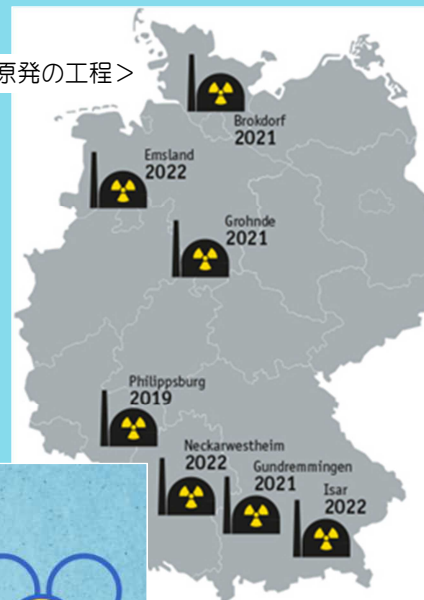 原発の工程＞
Brokdorf
2021
Emsland
2022
Grohnde
2021
Philippsburg
2019
Neckarwestheim
2022
Gundremmingen
2021
Isar
2022